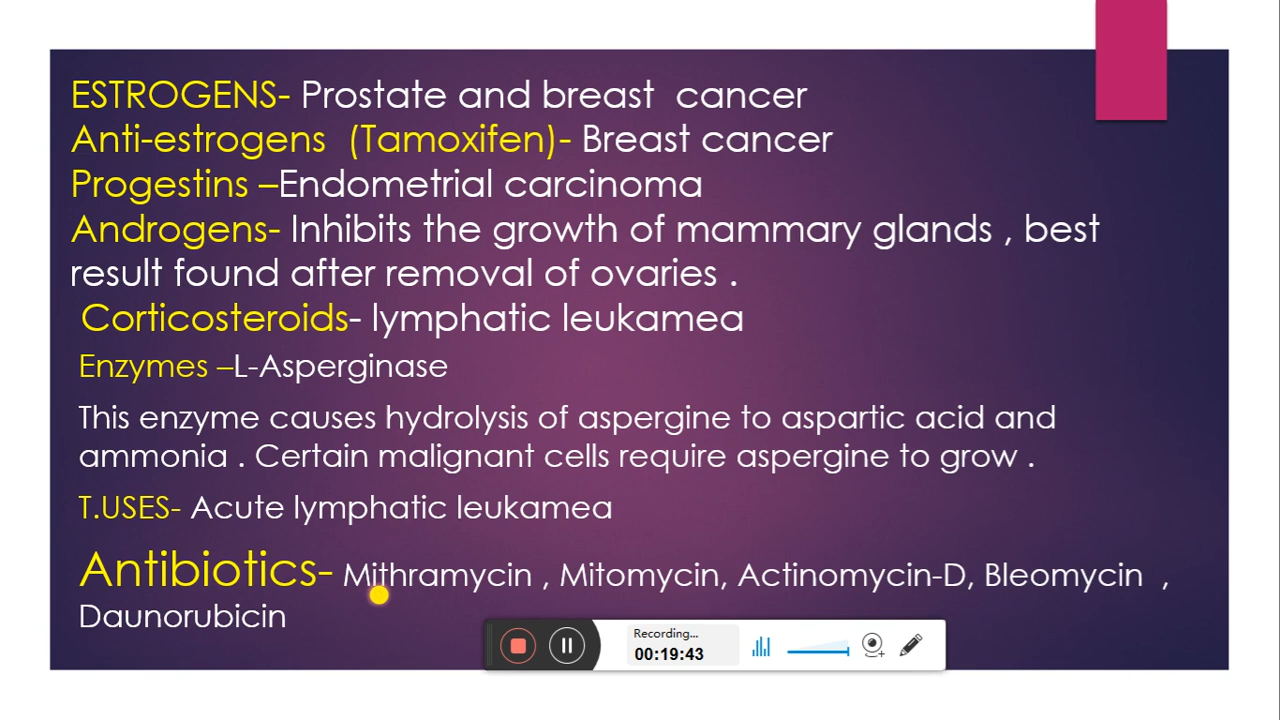 ESTROGENS- Prostate and breast cancer
Anti-estrogens (Tamoxifen)- Breast cancer
Progestins –Endometrial carcinoma
Androgens- Inhibits the growth of mammary glands , best
result found after removal of ovaries .
Corticosteroids- lymphatic leukamea
Enzymes –L-Asperginase
This enzyme causes hydrolysis of aspergine to aspartic acid and
ammonia . Certain malignant cells require aspergine to grow .
T.USES- Acute lymphatic leukamea
Antibiotics- Mithramycin , Mitomycin, Actinomycin-D, Bleomycin ,
Daunorubicin
Recording...
00:19:43